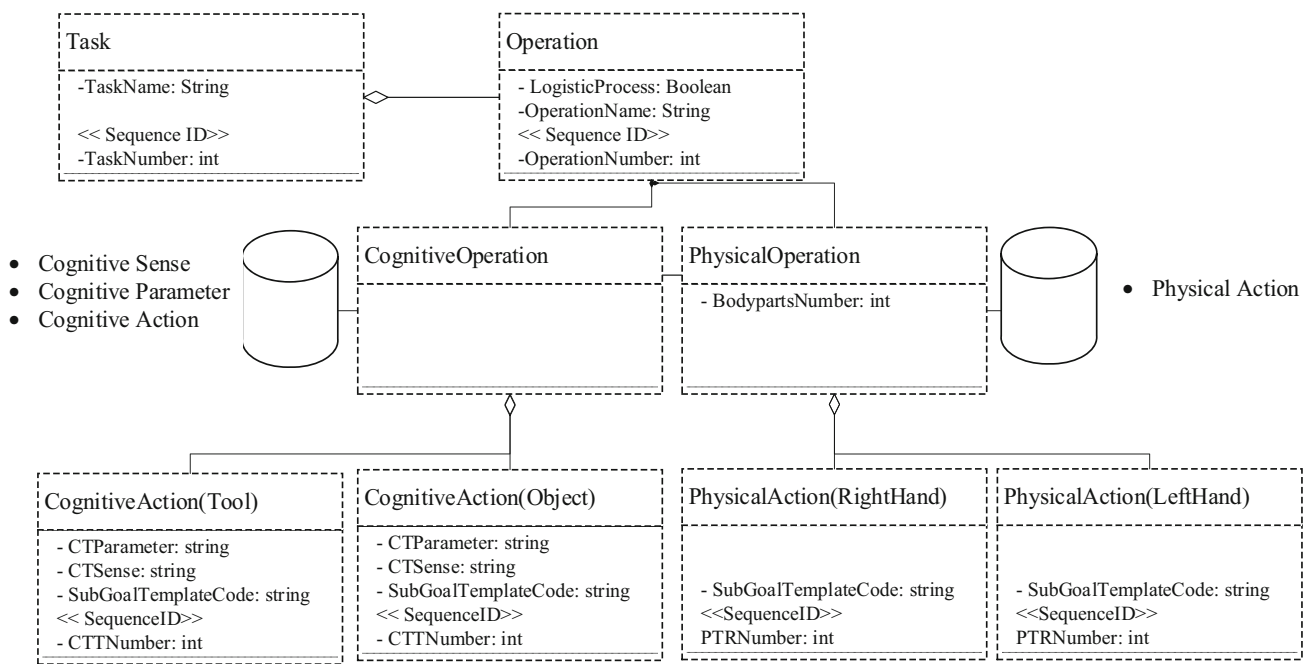 Task
-TaskName: String
<< Sequence ID>>
-TaskNumber: int
Operation
- LogisticProcess: Boolean
-OperationName: String
<< Sequence ID>>
-OperationNumber: int
• Cognitive Sense
• Cognitive Parameter
• Cognitive Action
CognitiveOperation
PhysicalOperation
- BodypartsNumber: int
• Physical Action
CognitiveAction(Tool)
- CTParameter: string
- CTSense: string
- SubGoalTemplateCode: string
<< SequenceID>>
- CTTNumber: int
CognitiveAction(Object)
- CTParameter: string
- CTSense: string
- SubGoalTemplateCode: string
<< SequenceID>>
- CTTNumber: int
PhysicalAction(RightHand)
- SubGoalTemplateCode: string
<<SequenceID>>
PTRNumber: int
PhysicalAction(LeftHand)
- SubGoalTemplateCode: string
<<SequenceID>>
PTRNumber: int